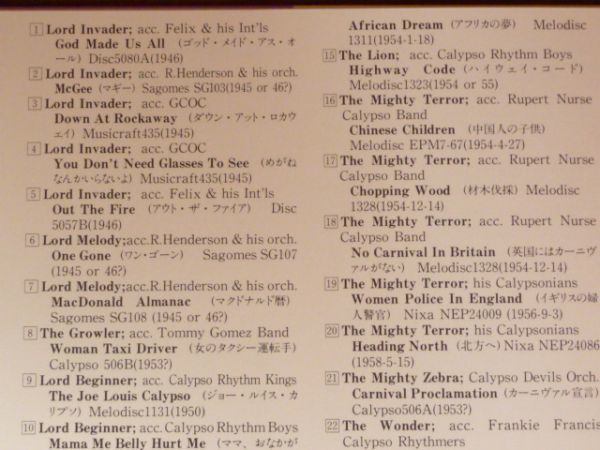 1 Lord Invader; acc. Felix & his Int'ls
God Made Us All (ゴッド・メイド・アス・オ
ール) Disc5080A(1946)
2 Lord Invader; acc. R.Henderson & his orch.
McGee (マギー) Sagomes SG103(1945 or 46?)
3 Lord Invader; acc. GCOC
Down At Rockaway (ダウン・アット・ロカウ
ェイ) Musicraft435(1945)
4 Lord Invader; acc. GCOC
You Don't Need Glasses To See (めがね
なんかいらないよ) Musicraft435(1945)
5 Lord Invader; acc. Felix & his Int'ls
Out The Fire (アウト・ザ・ファイア) Disc
5057B(1946)
6 Lord Melody;acc.R.Henderson & his orch.
One Gone (ワン・ゴーン) Sagomes SG107
(1945 or 46?)
7 Lord Melody;acc.R.Henderson & his orch.
MacDonald Almanac (マクドナルド暦)
Sagomes SG108 (1945 or 46?)
8 The Growler; acc. Tommy Gomez Band
Woman Taxi Driver (女のタクシー運転手)
Calypso 506B(1953?)
9 Lord Beginner; acc. Calypso Rhythm Kings
The Joe Louis Calypso (ジョー・ルイス・カ
リプソ) Melodisc1131(1950)
10 Lord Beginner; acc. Calypso Rhythm Boys
Mama Me Belly Hurt Me (ママ、おなかが
African Dream (アフリカの夢) Melodisc
1311(1954-1-18)
15 The Lion; acc. Calypso Rhythm Boys
Highway Code (ハイウェイ・コード)
Melodisc1323(1954 or 55)
16 The Mighty Terror; acc. Rupert Nurse
Calypso Band
Chinese Children (中国人の子供)
Melodisc EPM7-67(1954-4-27)
17 The Mighty Terror; acc. Rupert Nurse
Calypso Band
Chopping Wood (材木伐採) Melodisc
1328(1954-12-14)
18 The Mighty Terror; acc. Rupert Nurse
Calypso Band
No Carnival In Britain (英国にはカーニヴ
ァルがない) Melodisc1328(1954-12-14)
19 The Mighty Terror; his Calypsonians
Women Police In England (イギリスの婦
人警官) Nixa NEP24009 (1956-9-3)
20 The Mighty Terror; his Calypsonians
Heading North (北方へ) Nixa NEP24086
(1958-5-15)
21 The Mighty Zebra; Calypso Devils Orch.
Carnival Proclamation (カーニヴァル宣言)
Calypso506A(1953?)
22 The Wonder; acc. Frankie Francis
Calypso Rhythmers